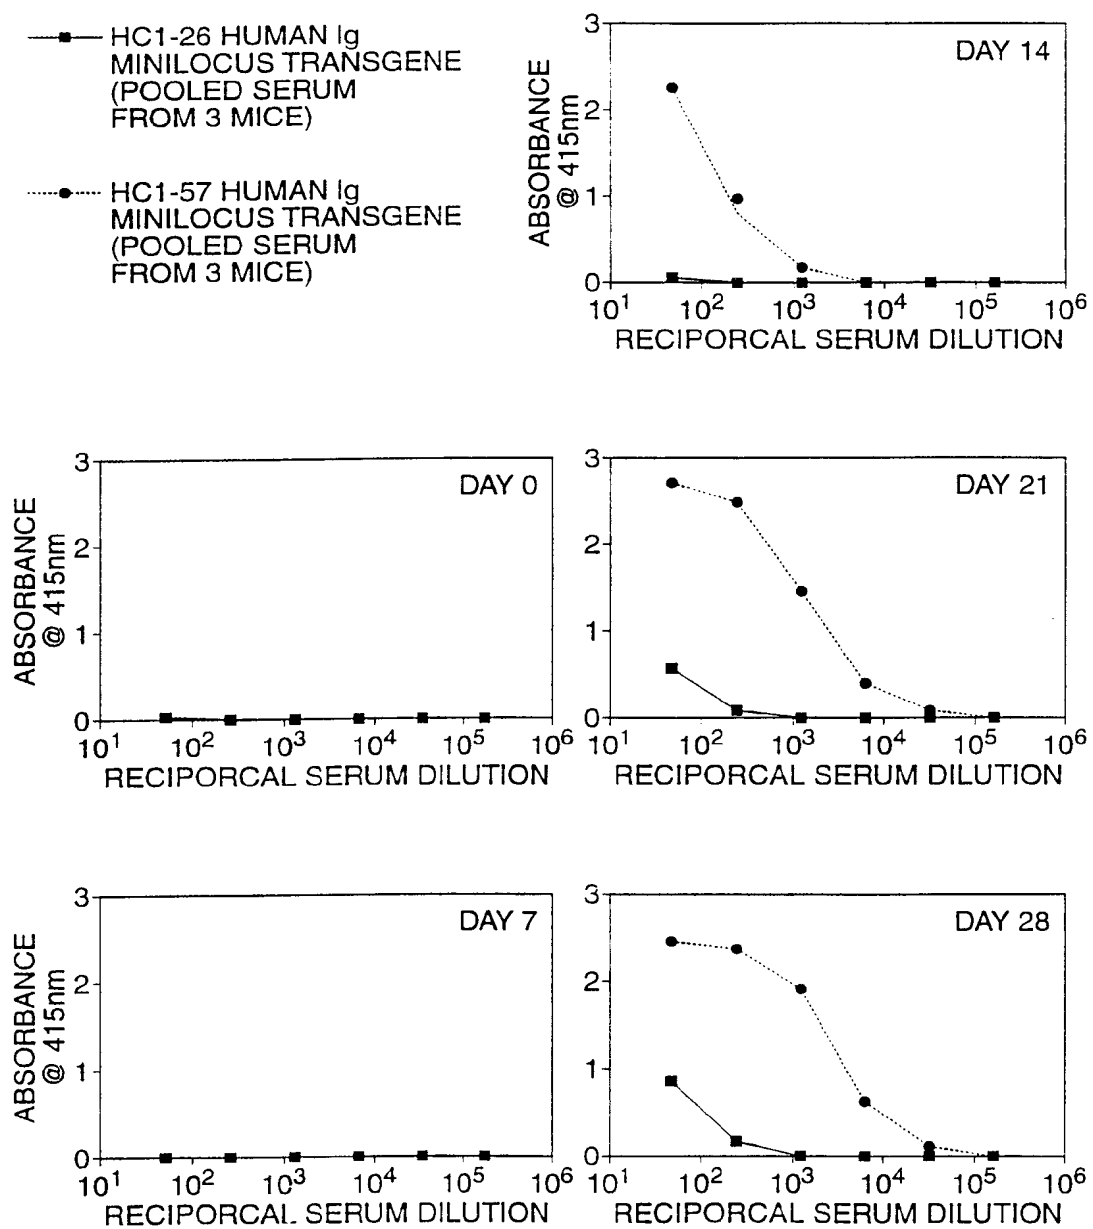 HC1-26 HUMAN Ig
MINILOCUS TRANSGENE
(POOLED SERUM
FROM 3 MICE)
HC1-57 HUMAN Ig
MINILOCUS TRANSGENE
(POOLED SERUM
FROM 3 MICE)
DAY 14
ABSORBANCE
@ 415nm
3
2
1
0
10¹ 10² 10³ 10⁴ 10⁵ 10⁶
RECIPORCAL SERUM DILUTION
DAY 0
ABSORBANCE
@ 415nm
3
2
1
0
10¹ 10² 10³ 10⁴ 10⁵ 10⁶
RECIPORCAL SERUM DILUTION
DAY 21
3
2
1
0
10¹ 10² 10³ 10⁴ 10⁵ 10⁶
RECIPORCAL SERUM DILUTION
DAY 7
ABSORBANCE
@ 415nm
3
2
1
0
10¹ 10² 10³ 10⁴ 10⁵ 10⁶
RECIPORCAL SERUM DILUTION
DAY 28
3
2
1
0
10¹ 10² 10³ 10⁴ 10⁵ 10⁶
RECIPORCAL SERUM DILUTION